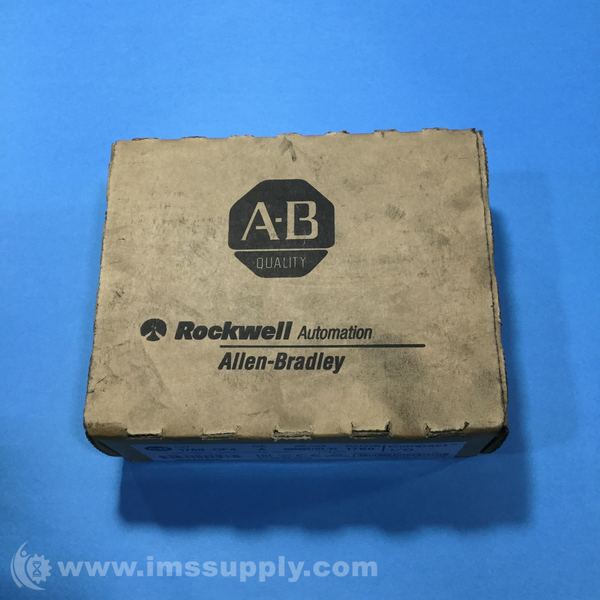 A-B
QUALITY
Rockwell Automation
Allen-Bradley
www.imssupply.com